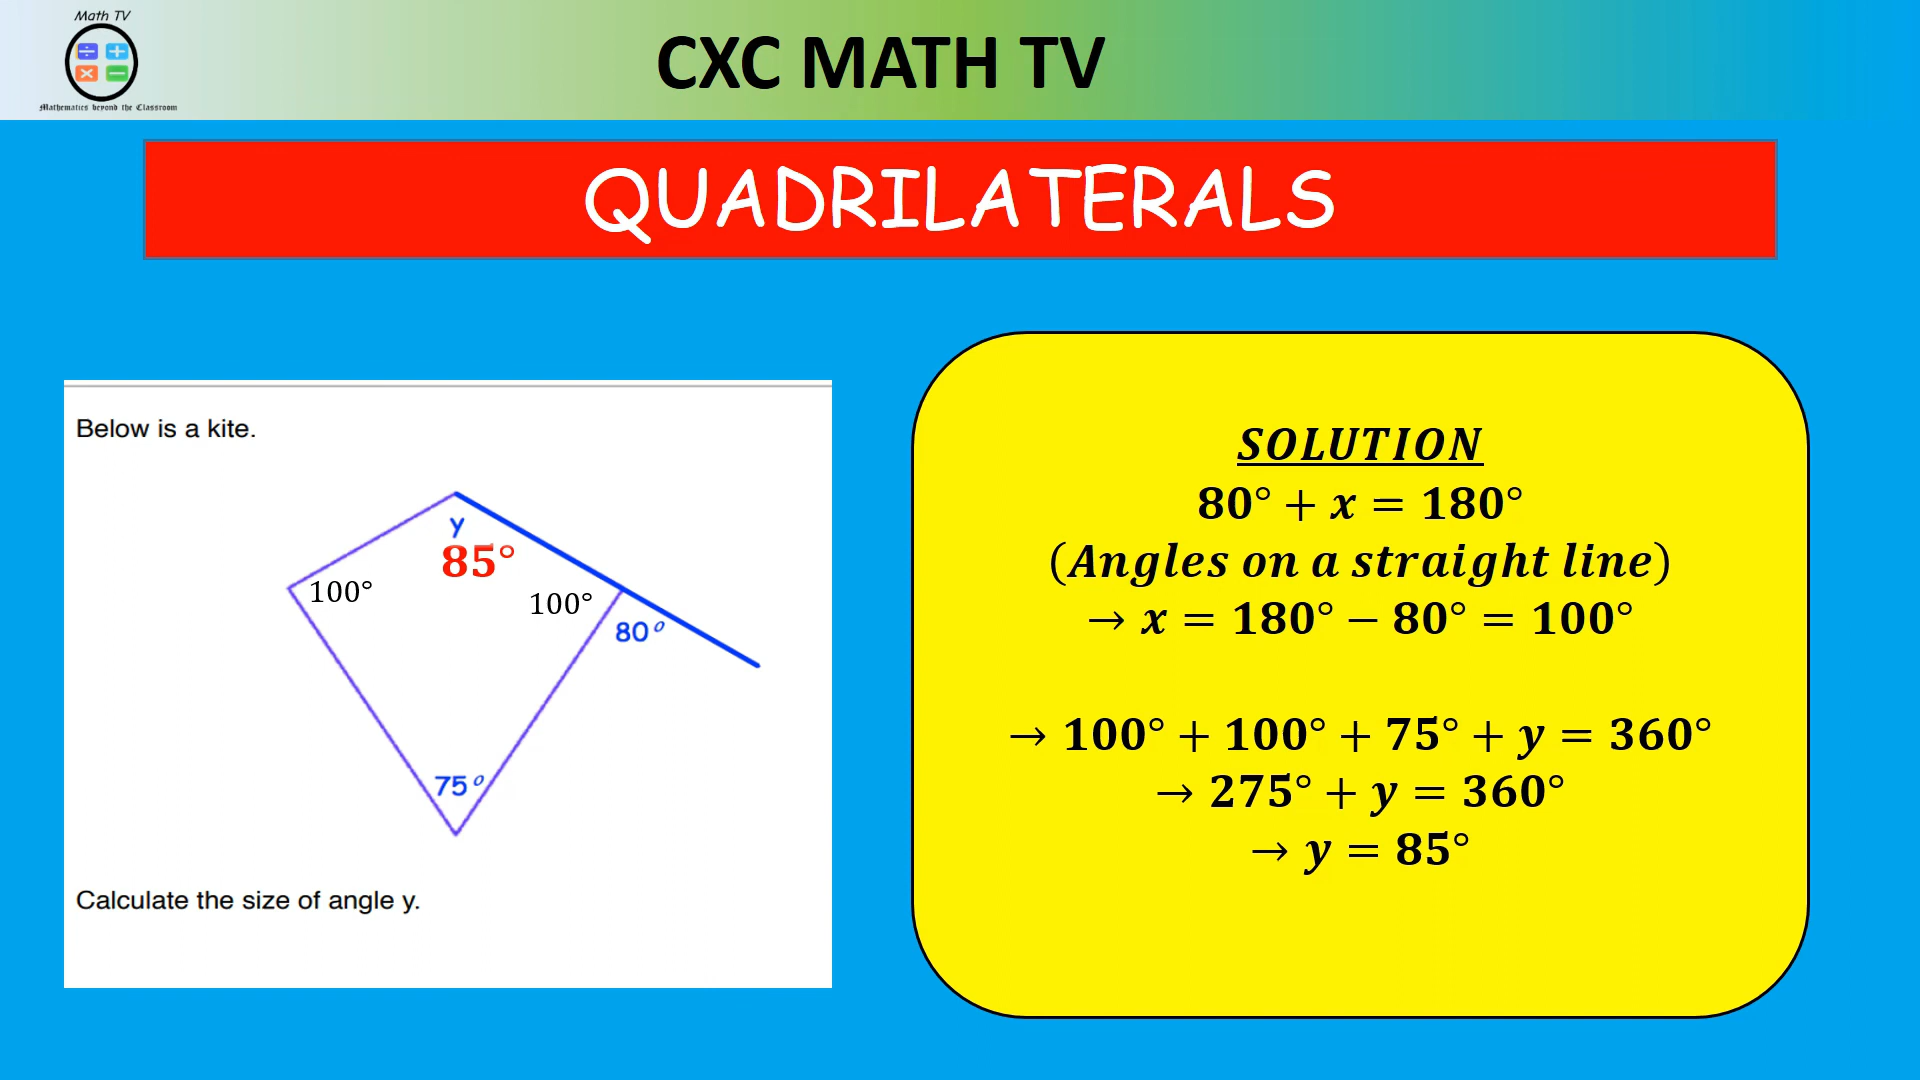 Math TV
Mathematics beyond the Classroom
CXC MATH TV
QUADRILATERALS
Below is a kite.
y
85°
100°
100°
80°
75°
Calculate the size of angle y.
SOLUTION
80° + x = 180°
(Angles on a straight line)
→ x = 180° − 80° = 100°
→ 100° + 100° + 75° + y = 360°
→ 275° + y = 360°
→ y = 85°